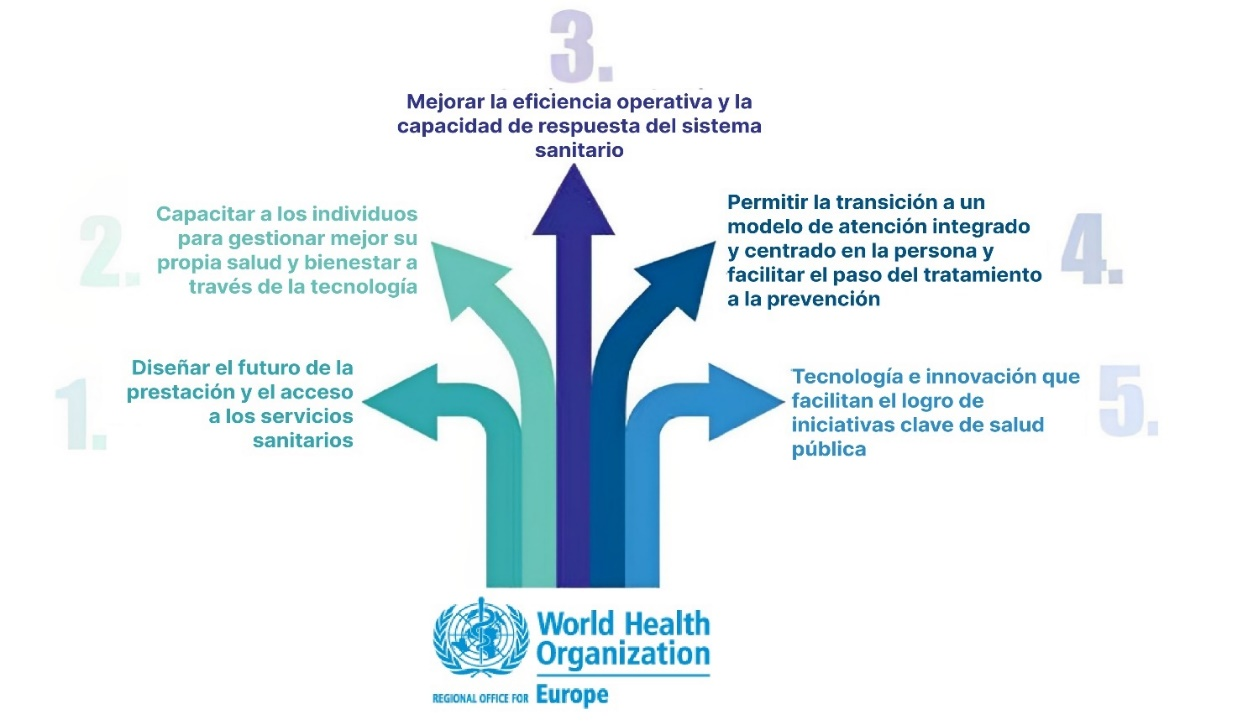 3.
Mejorar la eficiencia operativa y la
capacidad de respuesta del sistema
sanitario
2.
Capacitar a los individuos
para gestionar mejor su
propia salud y bienestar a
través de la tecnología
4.
Permitir la transición a un
modelo de atención integrado
y centrado en la persona y
facilitar el paso del tratamiento
a la prevención
1.
Diseñar el futuro de la
prestación y el acceso
a los servicios
sanitarios
5.
Tecnología e innovación que
facilitan el logro de
iniciativas clave de salud
pública
World Health
Organization
REGIONAL OFFICE FOR Europe